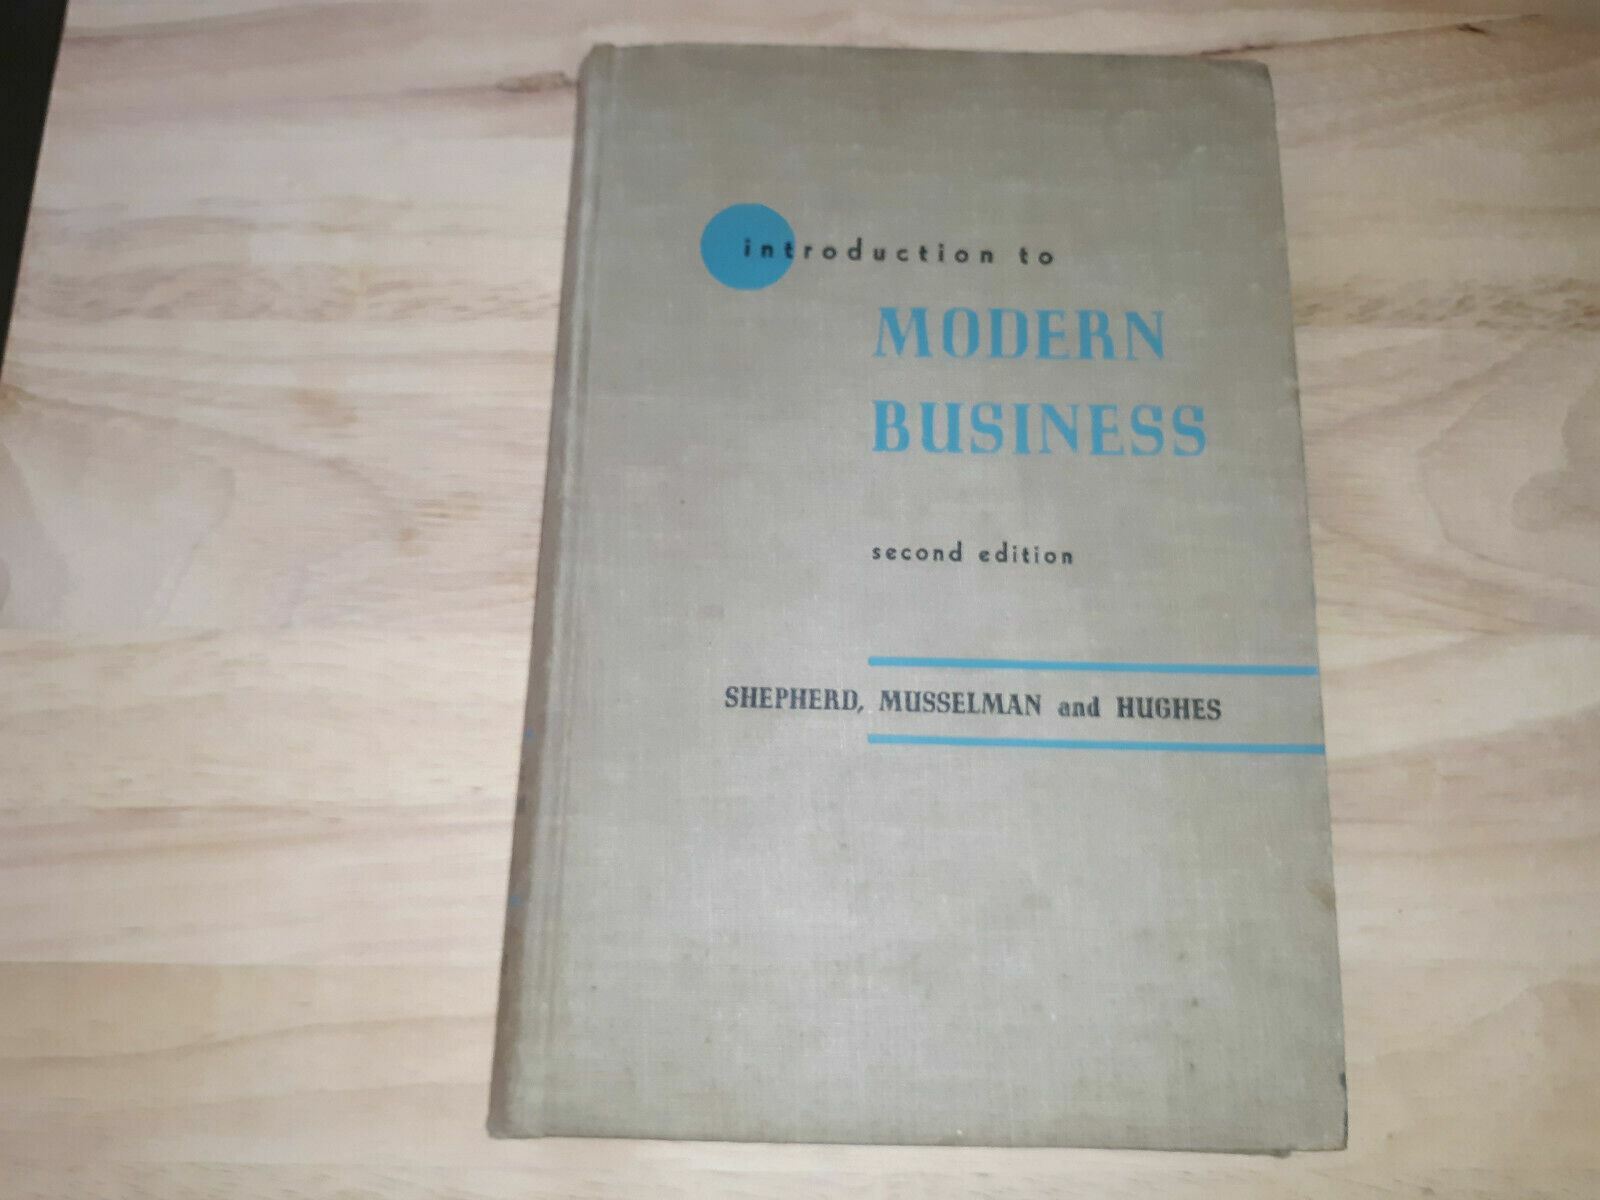 introduction to
MODERN
BUSINESS
second edition
SHEPHERD, MUSSELMAN and HUGHES